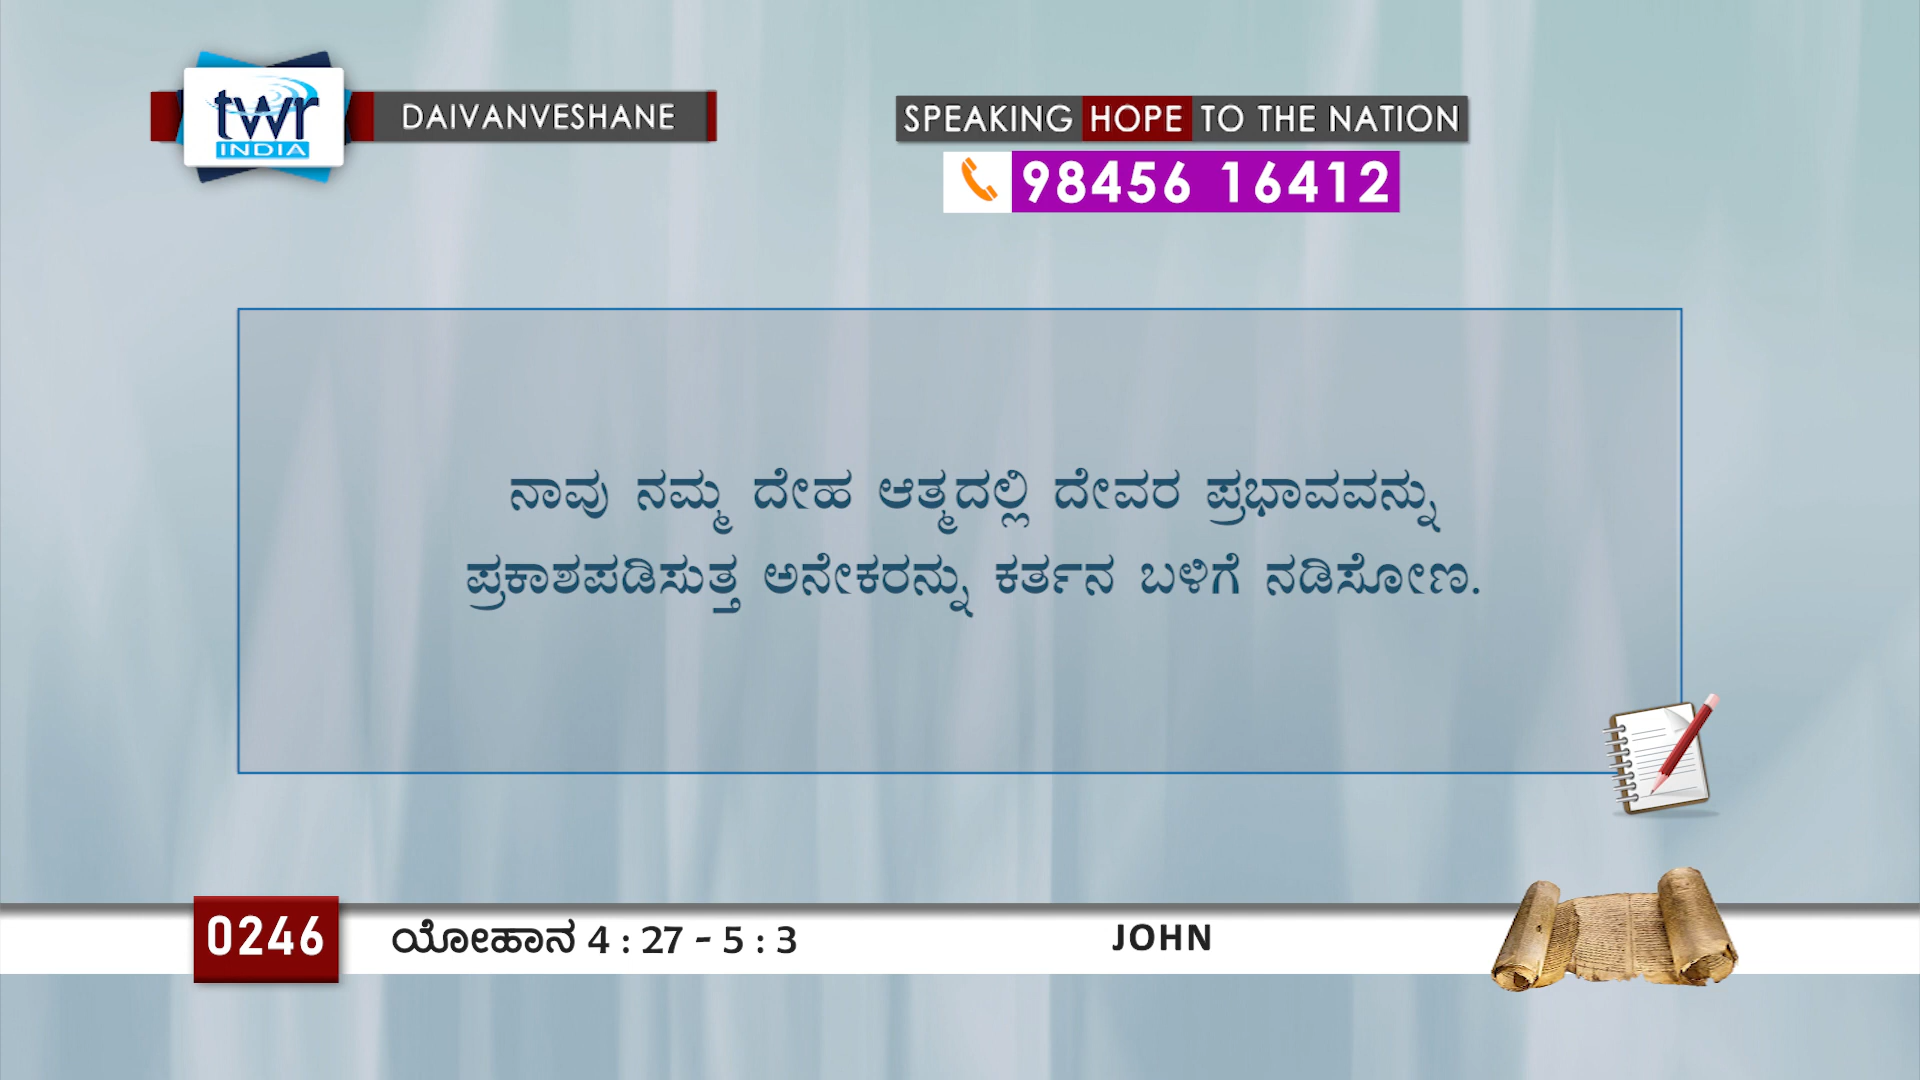 twr
INDIA
DAIVANVESHANE
SPEAKING HOPE TO THE NATION
98456 16412
ನಾವು ನಮ್ಮ ದೇಹ ಆತ್ಮದಲ್ಲಿ ದೇವರ ಪ್ರಭಾವವನ್ನು
ಪ್ರಕಾಶಪಡಿಸುತ್ತ ಅನೇಕರನ್ನು ಕರ್ತನ ಬಳಿಗೆ ನಡಿಸೋಣ.
0246 ಯೋಹಾನ 4 : 27 - 5 : 3 JOHN